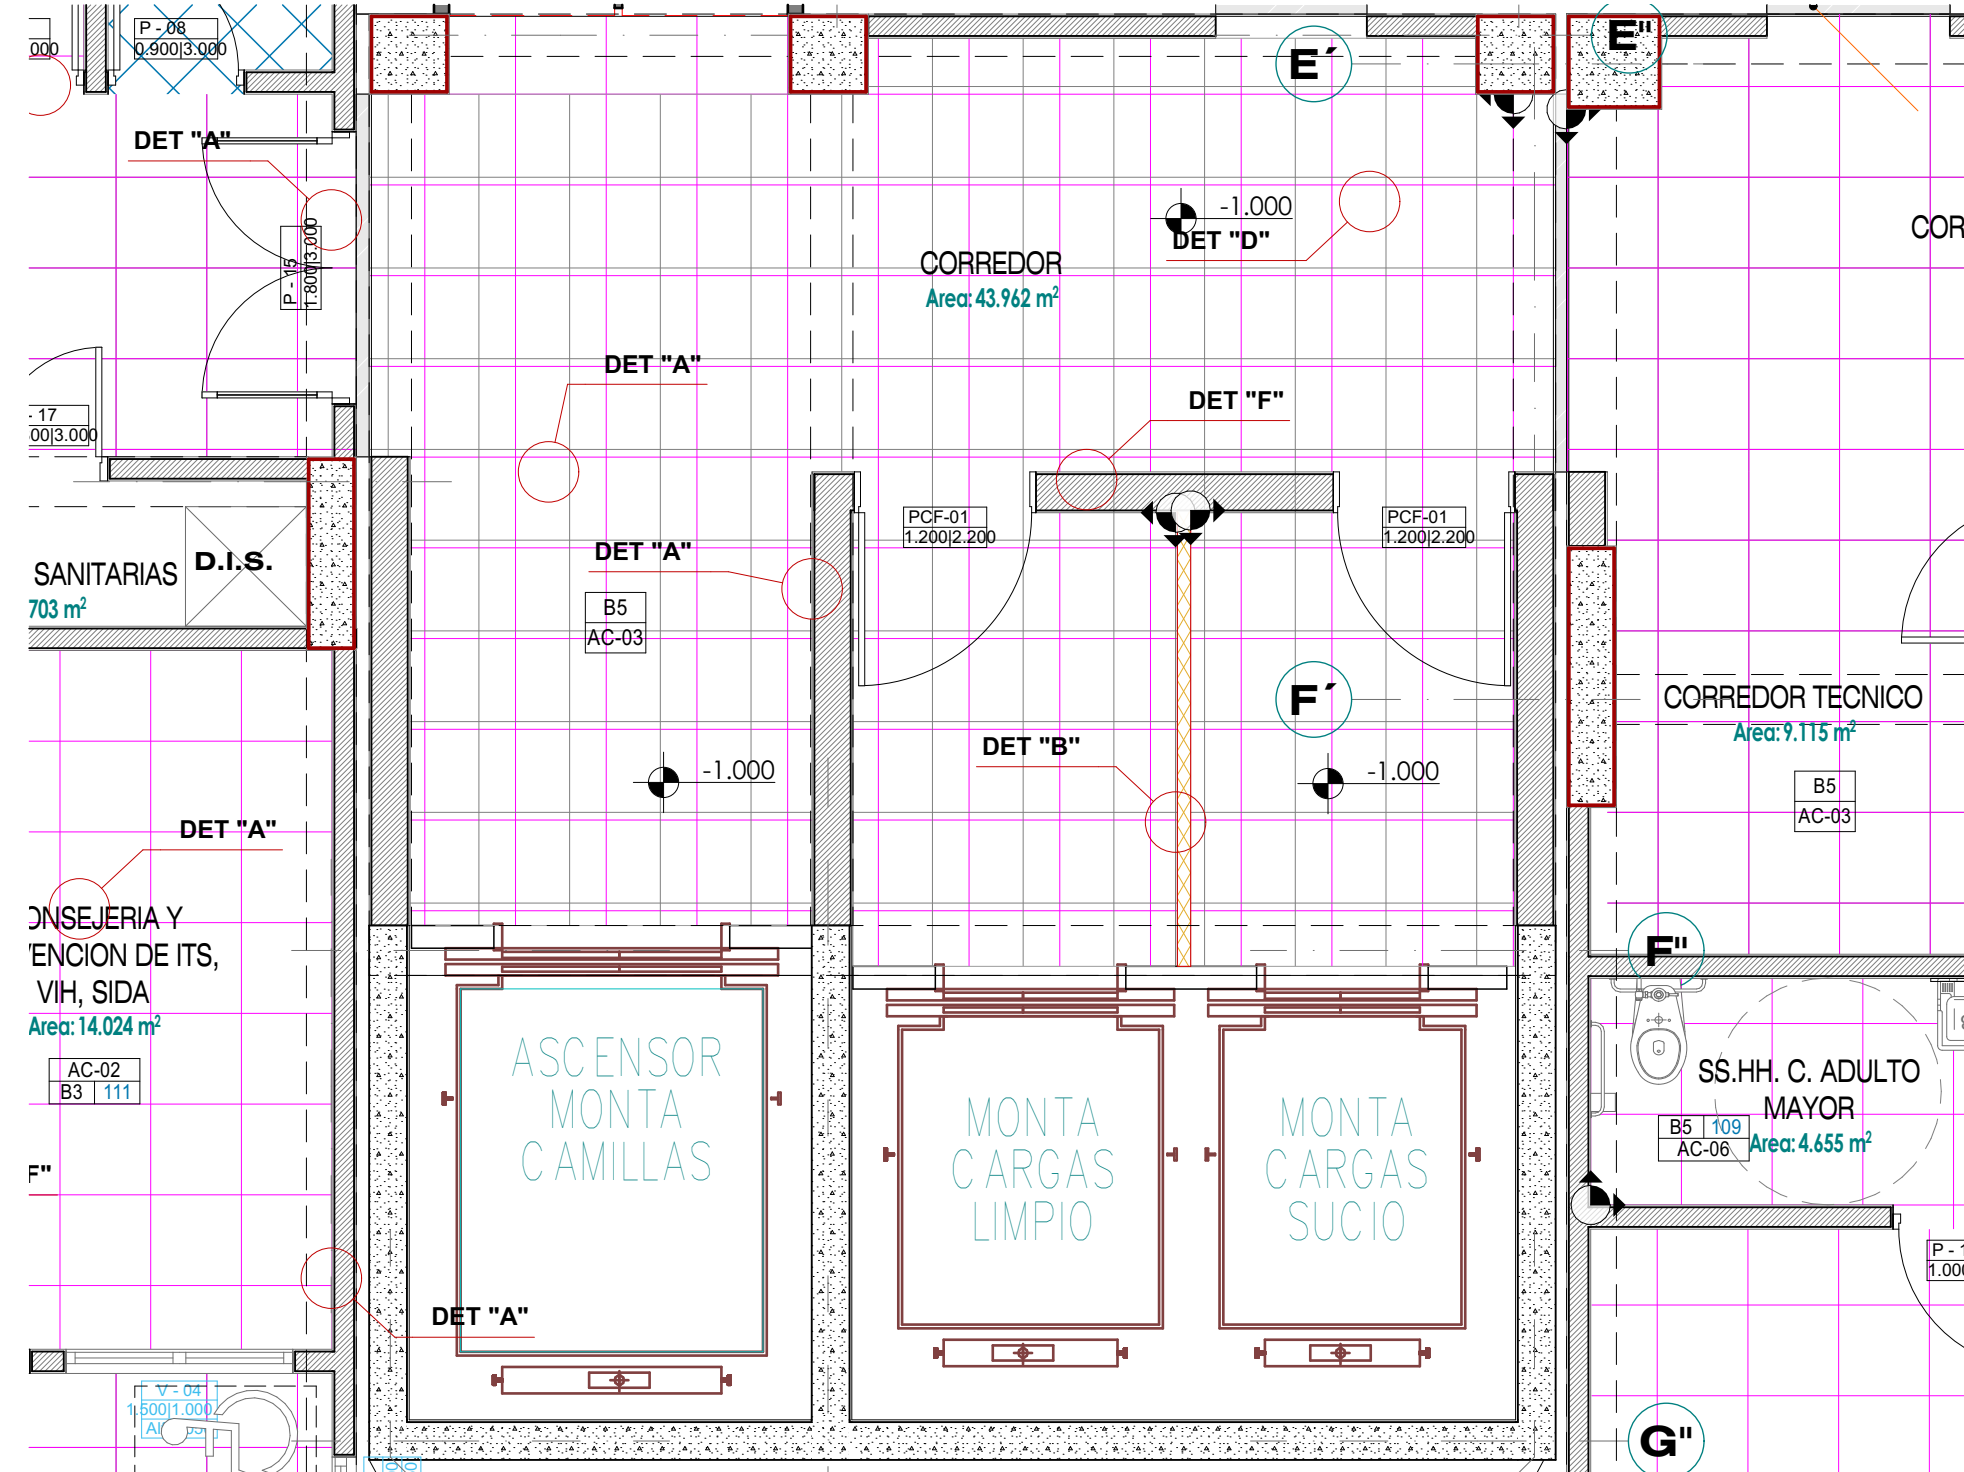 P - 08
0.900|3.000
000
E´
E"
DET "A"
P - 15
1.800|3.000
-1.000
DET "D"
CORREDOR
Area: 43.962 m²
COR
DET "A"
DET "F"
- 17
00|3.000
PCF-01
1.200|2.200
PCF-01
1.200|2.200
DET "A"
D.I.S.
SANITARIAS
703 m²
B5
AC-03
F´
CORREDOR TECNICO
Area: 9.115 m²
DET "B"
-1.000
-1.000
B5
AC-03
DET "A"
ONSEJERIA Y
VENCION DE ITS,
VIH, SIDA
Area: 14.024 m²
F"
AC-02
B3 111
ASCENSOR
MONTA
CAMILLAS
MONTA
CARGAS
LIMPIO
MONTA
CARGAS
SUCIO
SS.HH. C. ADULTO
MAYOR
Area: 4.655 m²
B5 109
AC-06
F"
P - 1
1.000
DET "A"
V - 04
1.500|1.000
G"